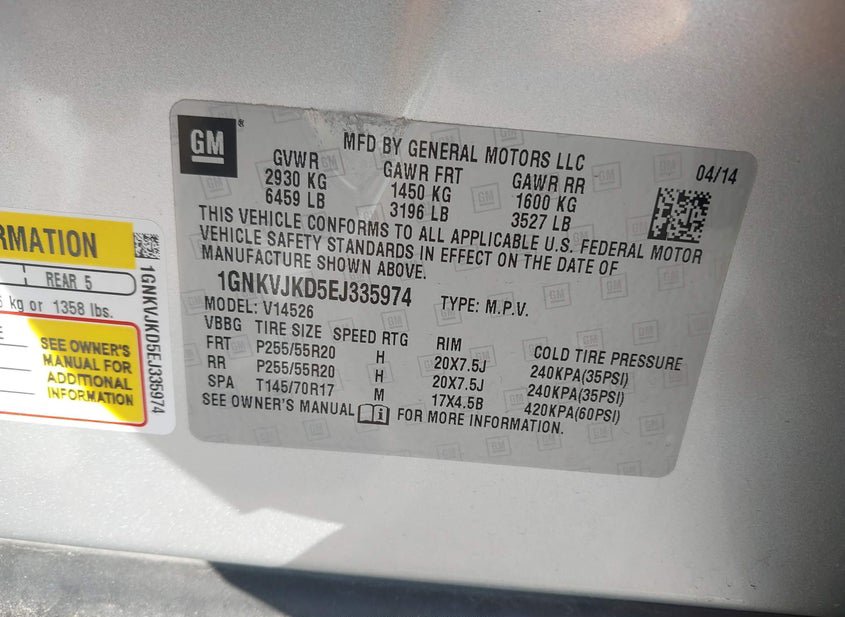 GM
MFD BY GENERAL MOTORS LLC
04/14
GVWR GAWR FRT GAWR RR
2930 KG 1450 KG 1600 KG
6459 LB 3196 LB 3527 LB
THIS VEHICLE CONFORMS TO ALL APPLICABLE U.S. FEDERAL MOTOR
VEHICLE SAFETY STANDARDS IN EFFECT ON THE DATE OF
MANUFACTURE SHOWN ABOVE.
1GNKVJKD5EJ335974 TYPE: M.P.V.
MODEL: V14526
VBBG TIRE SIZE SPEED RTG RIM COLD TIRE PRESSURE
FRT P255/55R20 H 20X7.5J 240KPA(35PSI)
RR P255/55R20 H 20X7.5J 240KPA(35PSI)
SPA T145/70R17 M 17X4.5B 420KPA(60PSI)
SEE OWNER'S MANUAL FOR MORE INFORMATION.
RMATION
REAR 5
kg or 1358 lbs.
SEE OWNER'S
MANUAL FOR
ADDITIONAL
INFORMATION
1GNKVJKD5EJ335974